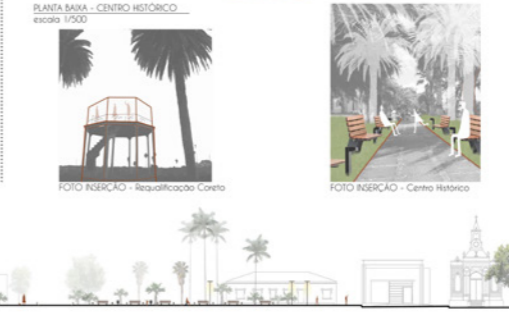 PLANTA BAIXA - CENTRO HISTÓRICO
escala 1/500
FOTO INSERÇÃO - Requalificação Coreto
FOTO INSERÇÃO - Centro Histórico